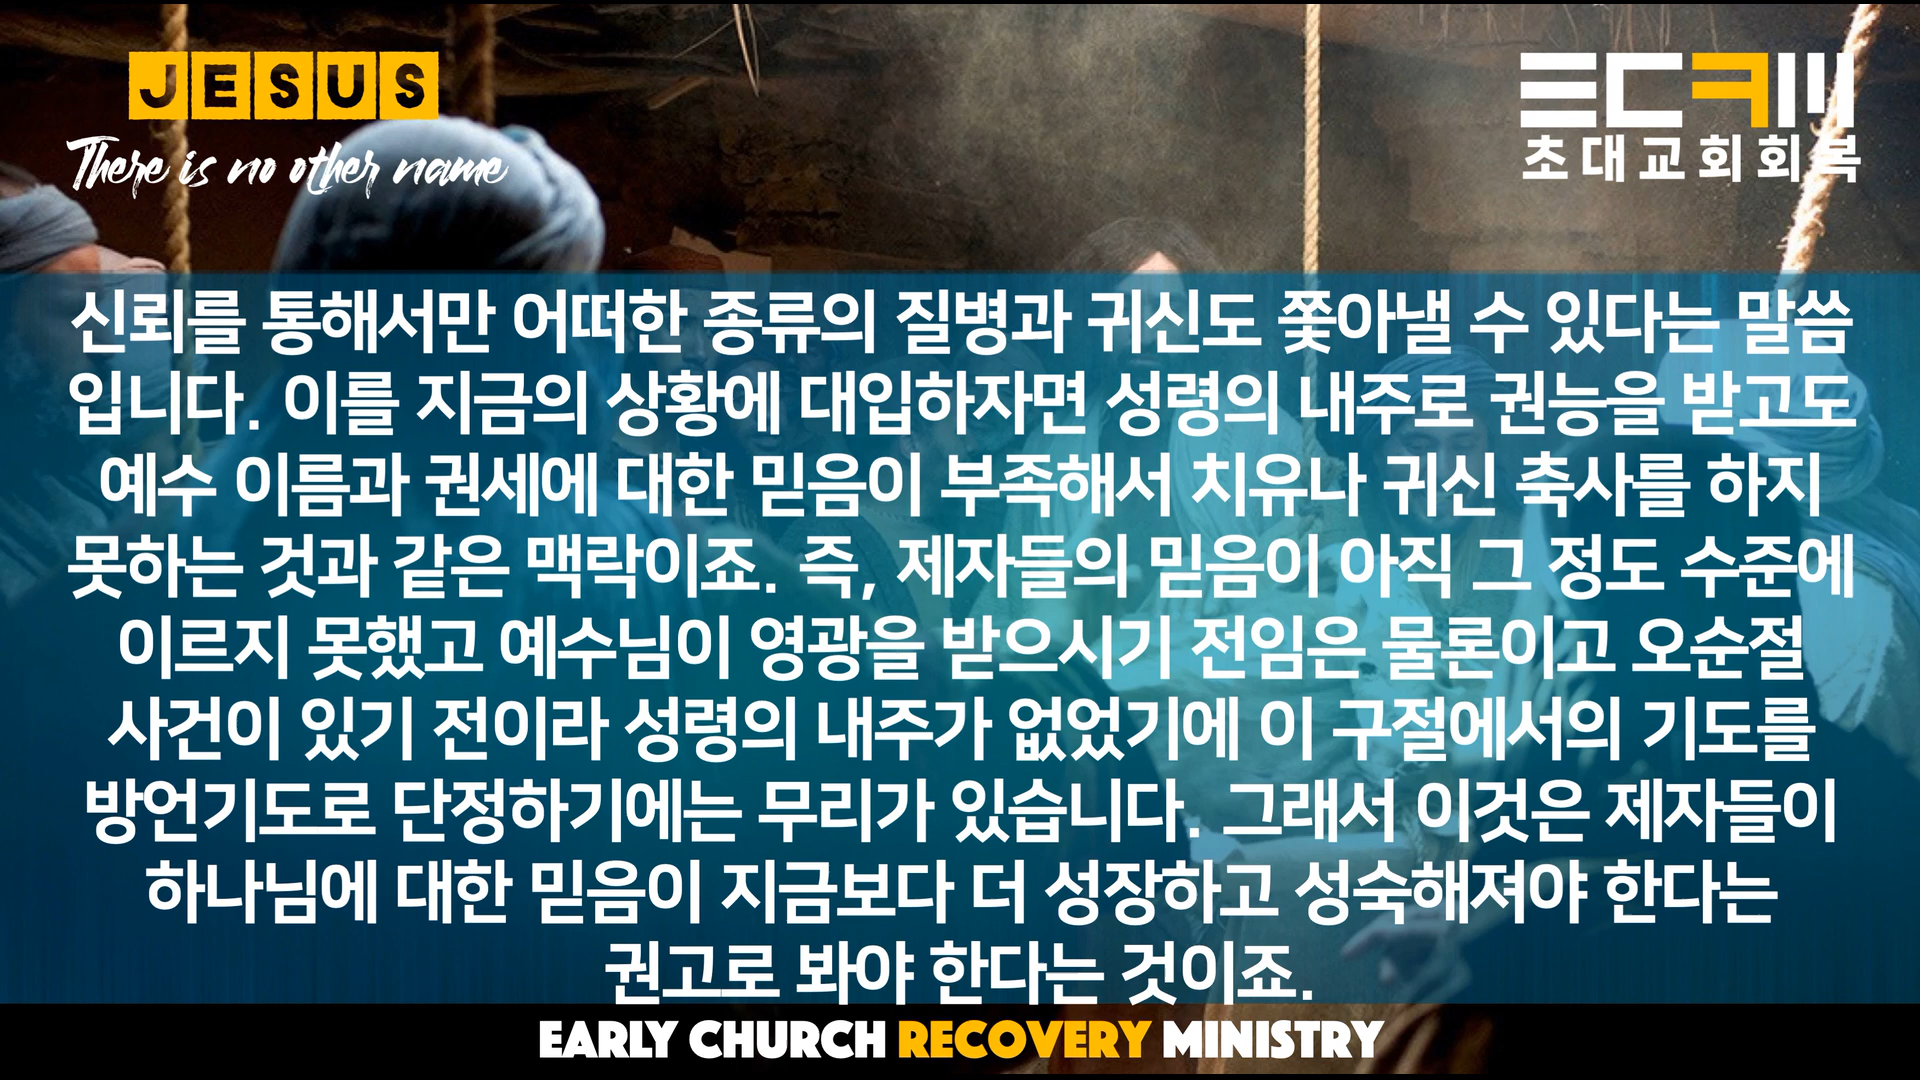 JESUS
There is no other name
초대교회회복
신뢰를 통해서만 어떠한 종류의 질병과 귀신도 쫓아낼 수 있다는 말씀
입니다. 이를 지금의 상황에 대입하자면 성령의 내주로 권능을 받고도
예수 이름과 권세에 대한 믿음이 부족해서 치유나 귀신 축사를 하지
못하는 것과 같은 맥락이죠. 즉, 제자들의 믿음이 아직 그 정도 수준에
이르지 못했고 예수님이 영광을 받으시기 전임은 물론이고 오순절
사건이 있기 전이라 성령의 내주가 없었기에 이 구절에서의 기도를
방언기도로 단정하기에는 무리가 있습니다. 그래서 이것은 제자들이
하나님에 대한 믿음이 지금보다 더 성장하고 성숙해져야 한다는
권고로 봐야 한다는 것이죠.
EARLY CHURCH RECOVERY MINISTRY